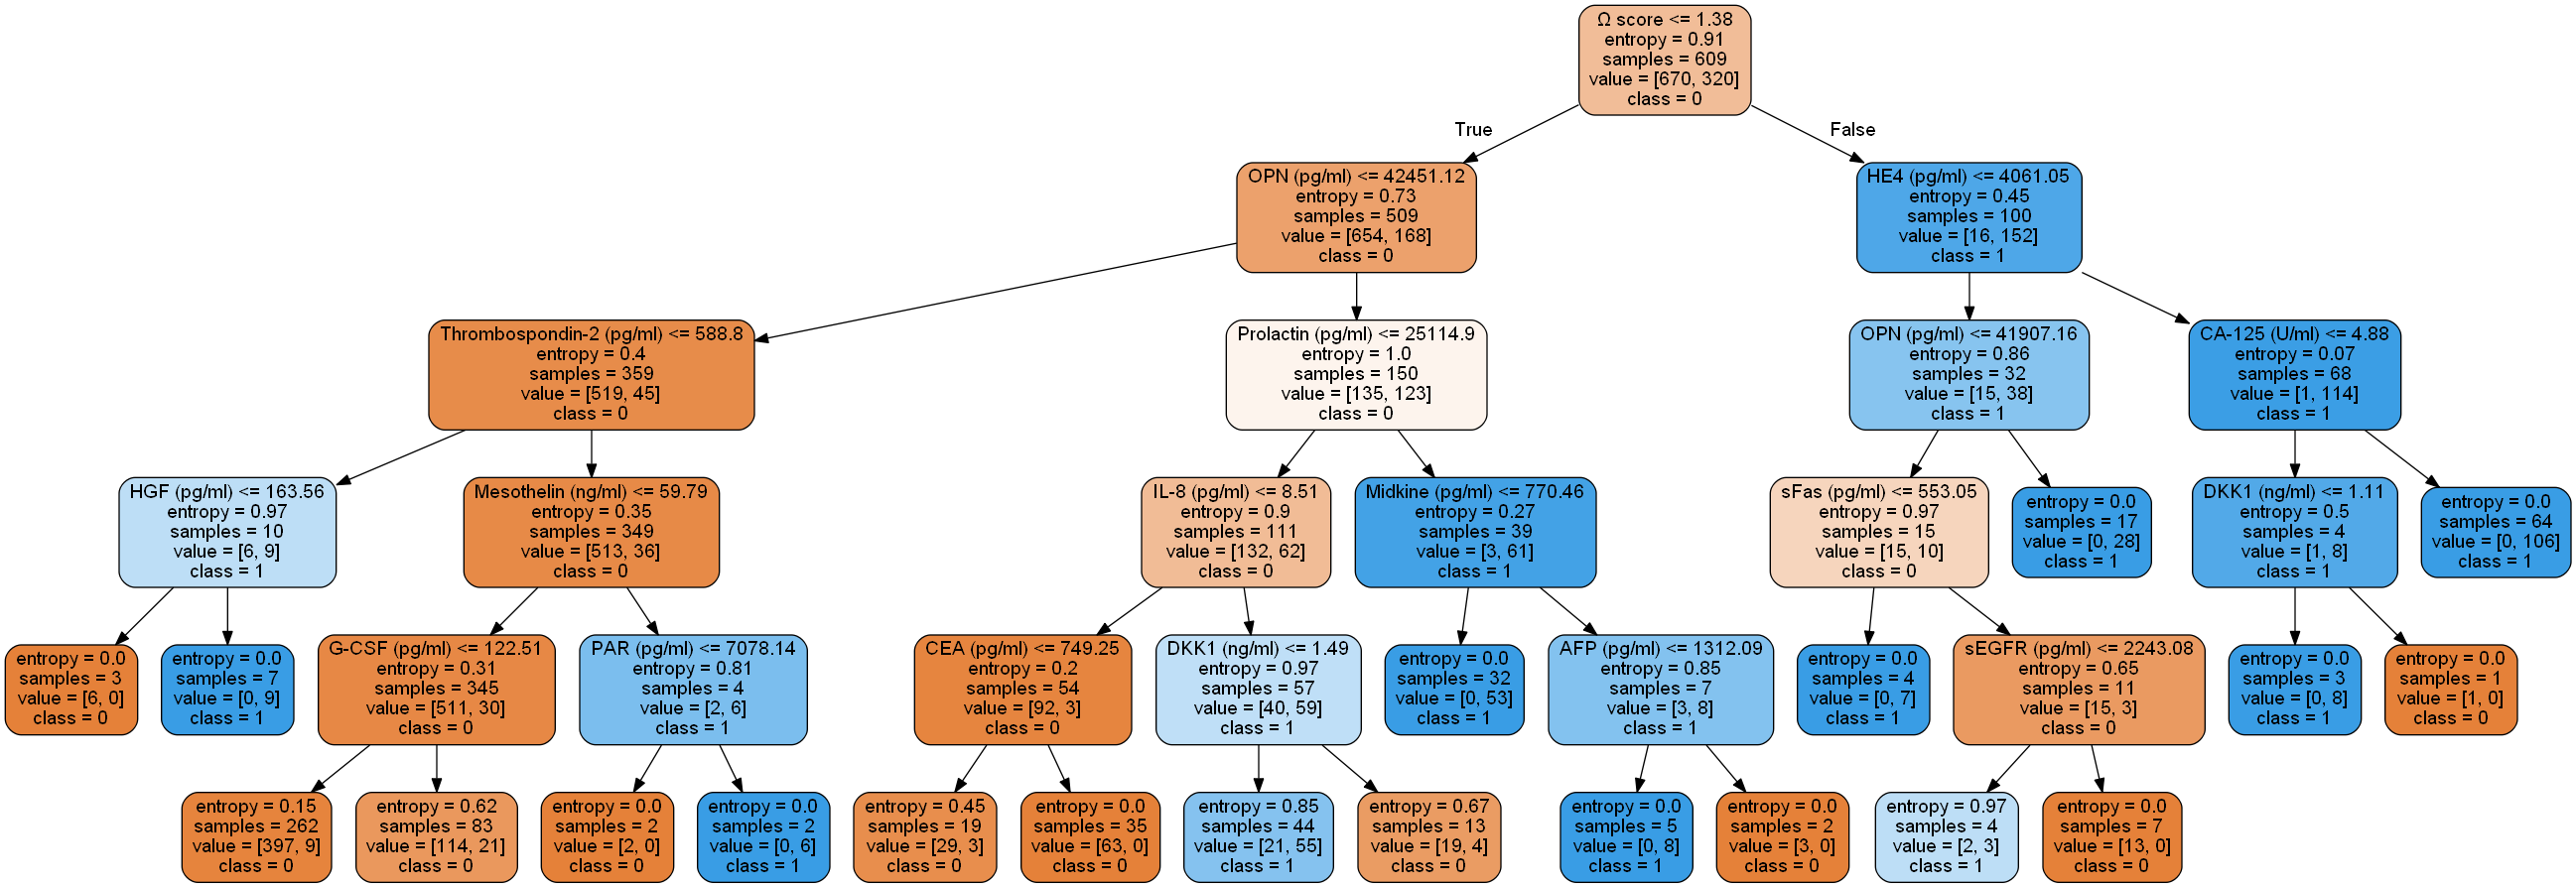 Ω score <= 1.38
entropy = 0.91
samples = 609
value = [670, 320]
class = 0
True
False
OPN (pg/ml) <= 42451.12
entropy = 0.73
samples = 509
value = [654, 168]
class = 0
HE4 (pg/ml) <= 4061.05
entropy = 0.45
samples = 100
value = [16, 152]
class = 1
Thrombospondin-2 (pg/ml) <= 588.8
entropy = 0.4
samples = 359
value = [519, 45]
class = 0
Prolactin (pg/ml) <= 25114.9
entropy = 1.0
samples = 150
value = [135, 123]
class = 0
OPN (pg/ml) <= 41907.16
entropy = 0.86
samples = 32
value = [15, 38]
class = 1
CA-125 (U/ml) <= 4.88
entropy = 0.07
samples = 68
value = [1, 114]
class = 1
HGF (pg/ml) <= 163.56
entropy = 0.97
samples = 10
value = [6, 9]
class = 1
Mesothelin (ng/ml) <= 59.79
entropy = 0.35
samples = 349
value = [513, 36]
class = 0
IL-8 (pg/ml) <= 8.51
entropy = 0.9
samples = 111
value = [132, 62]
class = 0
Midkine (pg/ml) <= 770.46
entropy = 0.27
samples = 39
value = [3, 61]
class = 1
sFas (pg/ml) <= 553.05
entropy = 0.97
samples = 15
value = [15, 10]
class = 0
entropy = 0.0
samples = 17
value = [0, 28]
class = 1
DKK1 (ng/ml) <= 1.11
entropy = 0.5
samples = 4
value = [1, 8]
class = 1
entropy = 0.0
samples = 64
value = [0, 106]
class = 1
entropy = 0.0
samples = 3
value = [6, 0]
class = 0
entropy = 0.0
samples = 7
value = [0, 9]
class = 1
G-CSF (pg/ml) <= 122.51
entropy = 0.31
samples = 345
value = [511, 30]
class = 0
PAR (pg/ml) <= 7078.14
entropy = 0.81
samples = 4
value = [2, 6]
class = 1
CEA (pg/ml) <= 749.25
entropy = 0.2
samples = 54
value = [92, 3]
class = 0
DKK1 (ng/ml) <= 1.49
entropy = 0.97
samples = 57
value = [40, 59]
class = 1
entropy = 0.0
samples = 32
value = [0, 53]
class = 1
AFP (pg/ml) <= 1312.09
entropy = 0.85
samples = 7
value = [3, 8]
class = 1
entropy = 0.0
samples = 4
value = [0, 7]
class = 1
sEGFR (pg/ml) <= 2243.08
entropy = 0.65
samples = 11
value = [15, 3]
class = 0
entropy = 0.0
samples = 3
value = [0, 8]
class = 1
entropy = 0.0
samples = 1
value = [1, 0]
class = 0
entropy = 0.15
samples = 262
value = [397, 9]
class = 0
entropy = 0.62
samples = 83
value = [114, 21]
class = 0
entropy = 0.0
samples = 2
value = [2, 0]
class = 0
entropy = 0.0
samples = 2
value = [0, 6]
class = 1
entropy = 0.45
samples = 19
value = [29, 3]
class = 0
entropy = 0.0
samples = 35
value = [63, 0]
class = 0
entropy = 0.85
samples = 44
value = [21, 55]
class = 1
entropy = 0.67
samples = 13
value = [19, 4]
class = 0
entropy = 0.0
samples = 5
value = [0, 8]
class = 1
entropy = 0.0
samples = 2
value = [3, 0]
class = 0
entropy = 0.97
samples = 4
value = [2, 3]
class = 1
entropy = 0.0
samples = 7
value = [13, 0]
class = 0